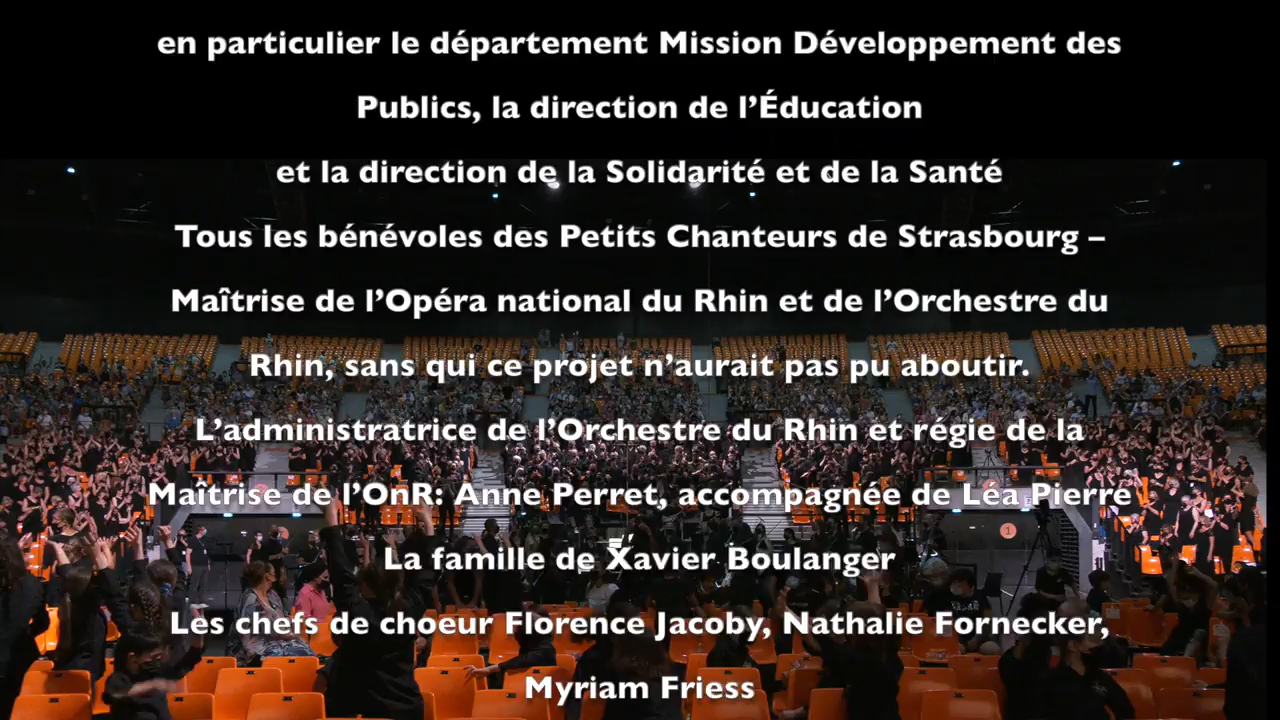 en particulier le département Mission Développement des
Publics, la direction de l’Éducation
et la direction de la Solidarité et de la Santé
Tous les bénévoles des Petits Chanteurs de Strasbourg –
Maîtrise de l’Opéra national du Rhin et de l’Orchestre du
Rhin, sans qui ce projet n’aurait pas pu aboutir.
L’administratrice de l’Orchestre du Rhin et régie de la
Maîtrise de l’OnR: Anne Perret, accompagnée de Léa Pierre
1
La famille de Xavier Boulanger
Les chefs de choeur Florence Jacoby, Nathalie Fornecker,
Myriam Friess